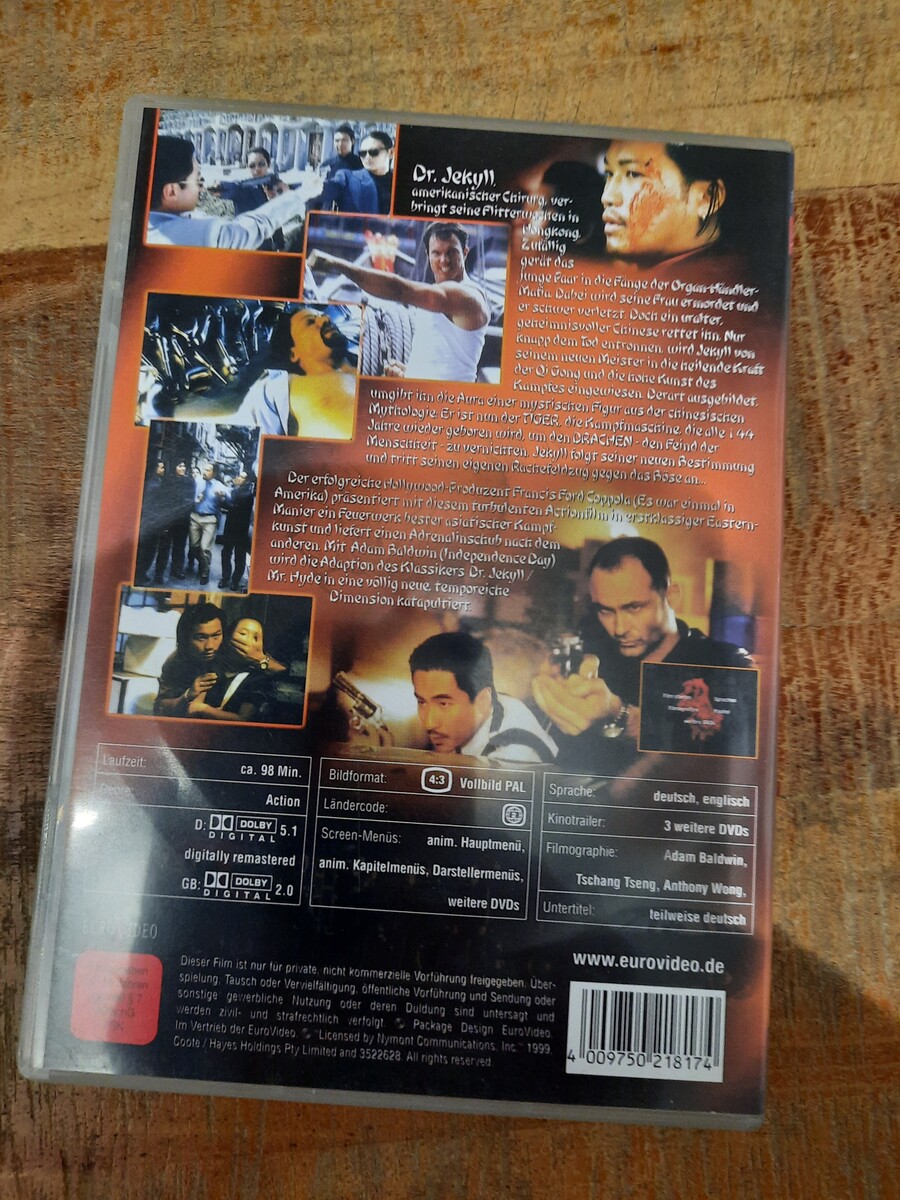 Dr. Jekyll,
amerikanischer Chirurg, ver-
bringt seine Flitterwochen in
Hongkong.
Zufällig
gerät das
junge Paar in die Fänge der Organ-Händler-
Mafia. Dabei wird seine Frau ermordet und
er schwer verletzt. Doch ein uralter,
geheimnisvoller Chinese rettet ihn. Nur
knapp dem Tod entronnen, wird Jekyll von
seinem neuen Meister in die heilende Kraft
der Qi Gong und die hohe Kunst des
Kampfes eingewiesen. Derart ausgebildet,
umgibt ihn die Aura einer mystischen Figur aus der chinesischen
Mythologie. Er ist nun der TIGER, die Kampfmaschine, die alle 144
Jahre wieder geboren wird, um den DRACHEN - den Feind der
Menschheit - zu vernichten. Jekyll folgt seiner neuen Bestimmung
und tritt seinen eigenen Rachefeldzug gegen das Böse an...
Der erfolgreiche Hollywood-Produzent Francis Ford Coppola (Es war einmal in
Amerika) präsentiert mit diesem turbulenten Actionfilm in erstklassiger Eastern-
Manier ein Feuerwerk bester asiatischer Kampf-
kunst und liefert einen Adrenalinschub nach dem
anderen. Mit Adam Baldwin (Independence Day)
wird die Adaption des Klassikers Dr. Jekyll /
Mr. Hyde in eine völlig neue, temporeiche
Dimension katapultiert.
Sprachen
weitere DVDs
Laufzeit: ca. 98 Min.
Genre: Action
D: DOLBY DIGITAL 5.1
digitally remastered
GB: DOLBY DIGITAL 2.0
Bildformat: 4:3 Vollbild PAL
Ländercode: 2
Screen-Menüs: anim. Hauptmenü,
anim. Kapitelmenüs, Darstellermenüs,
weitere DVDs
Sprache: deutsch, englisch
Kinotrailer: 3 weitere DVDs
Filmographie: Adam Baldwin,
Tschang Tseng, Anthony Wong,
Untertitel: teilweise deutsch
EUROVIDEO
www.eurovideo.de
§ 7
Dieser Film ist nur für private, nicht kommerzielle Vorführung freigegeben. Über-
spielung, Tausch oder Vervielfältigung, öffentliche Vorführung und Sendung oder
sonstige gewerbliche Nutzung oder deren Duldung sind untersagt und
werden zivil- und strafrechtlich verfolgt. © Package Design EuroVideo.
Im Vertrieb der EuroVideo. © "Licensed by Nymont Communications, Inc." 1999,
Coote / Hayes Holdings Pty Limited and 3522628. All rights reserved.
4 009750 218174